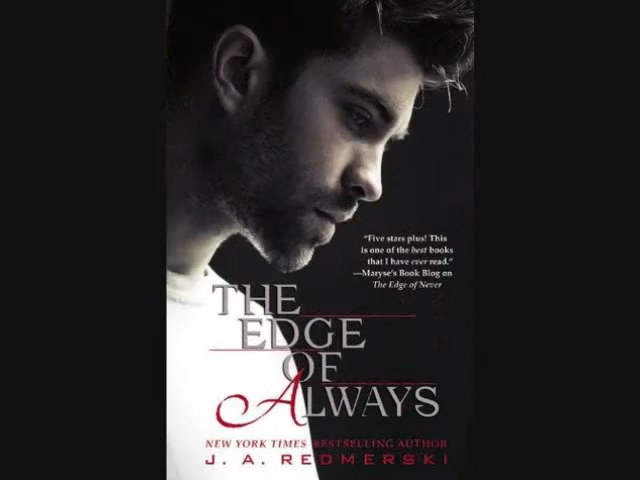 "Five stars plus! This
is one of the best books
that I have ever read."
—Maryse's Book Blog on
The Edge of Never
THE
EDGE
OF
ALWAYS
NEW YORK TIMES BESTSELLING AUTHOR
J. A. REDMERSKI